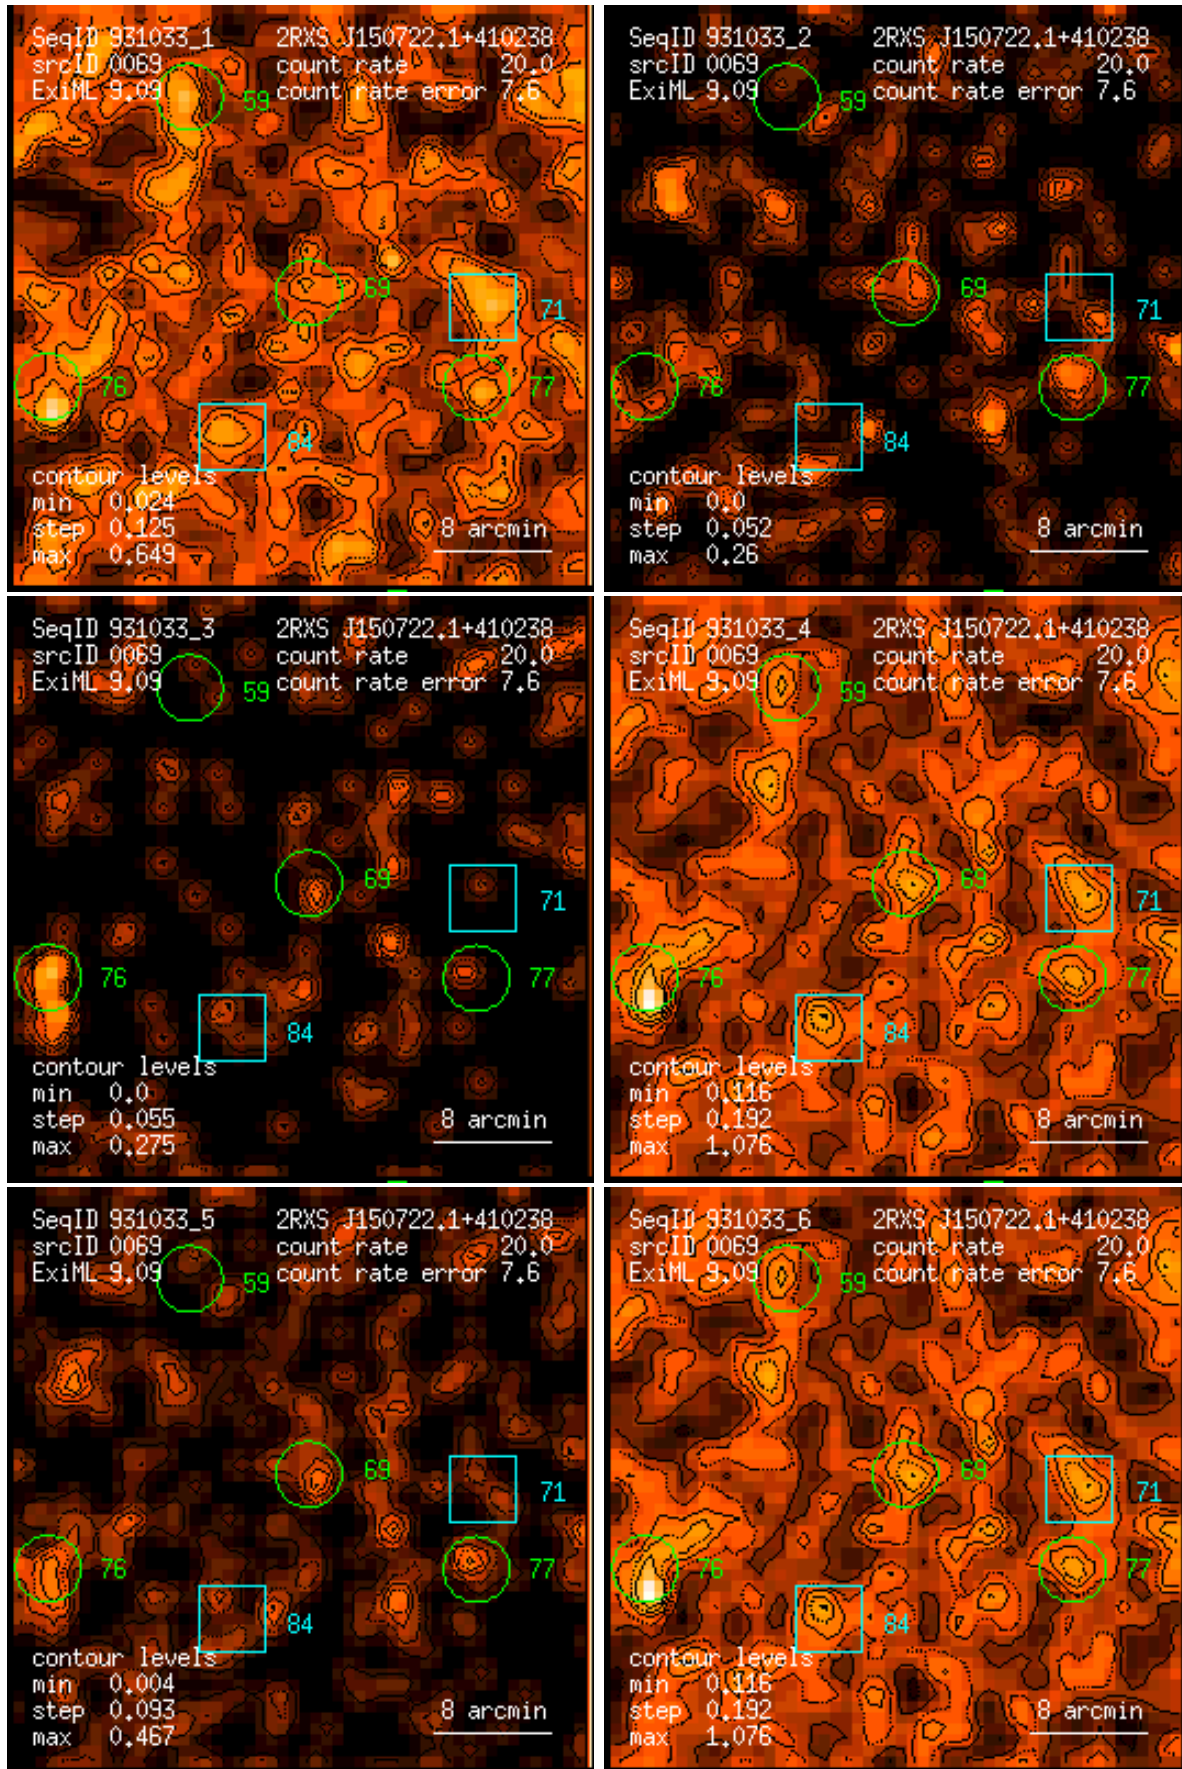 SeqID 931033_1 2RXS J150722.1+410238
srcID 0069 count rate 20.0
ExiML 9.09 59 count rate error 7.6
69
71
76
77
84
contour levels
min 0.024
step 0.125 8 arcmin
max 0.649
SeqID 931033_2 2RXS J150722.1+410238
srcID 0069 count rate 20.0
ExiML 9.09 59 count rate error 7.6
69
71
76
77
84
contour levels
min 0.0
step 0.052 8 arcmin
max 0.26
SeqID 931033_3 2RXS J150722.1+410238
srcID 0069 count rate 20.0
ExiML 9.09 59 count rate error 7.6
69
71
76
77
84
contour levels
min 0.0
step 0.055 8 arcmin
max 0.275
SeqID 931033_4 2RXS J150722.1+410238
srcID 0069 count rate 20.0
ExiML 9.09 59 count rate error 7.6
69
71
76
77
84
contour levels
min 0.116
step 0.192 8 arcmin
max 1.076
SeqID 931033_5 2RXS J150722.1+410238
srcID 0069 count rate 20.0
ExiML 9.09 59 count rate error 7.6
69
71
76
77
84
contour levels
min 0.004
step 0.093 8 arcmin
max 0.467
SeqID 931033_6 2RXS J150722.1+410238
srcID 0069 count rate 20.0
ExiML 9.09 59 count rate error 7.6
69
71
76
77
84
contour levels
min 0.116
step 0.192 8 arcmin
max 1.076